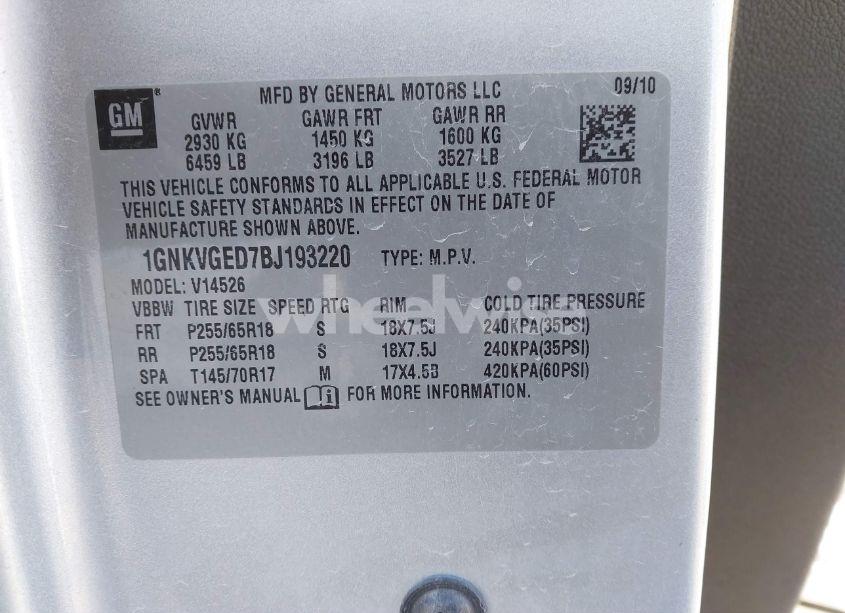 GM ®
MFD BY GENERAL MOTORS LLC 09/10
GVWR GAWR FRT GAWR RR
2930 KG 1450 KG 1600 KG
6459 LB 3196 LB 3527 LB
THIS VEHICLE CONFORMS TO ALL APPLICABLE U.S. FEDERAL MOTOR
VEHICLE SAFETY STANDARDS IN EFFECT ON THE DATE OF
MANUFACTURE SHOWN ABOVE.
1GNKVGED7BJ193220 TYPE: M.P.V.
MODEL: V14526
VBBW TIRE SIZE SPEED RTG RIM COLD TIRE PRESSURE
FRT P255/65R18 S 18X7.5J 240KPA(35PSI)
RR P255/65R18 S 18X7.5J 240KPA(35PSI)
SPA T145/70R17 M 17X4.5B 420KPA(60PSI)
SEE OWNER'S MANUAL FOR MORE INFORMATION.
wheelwise